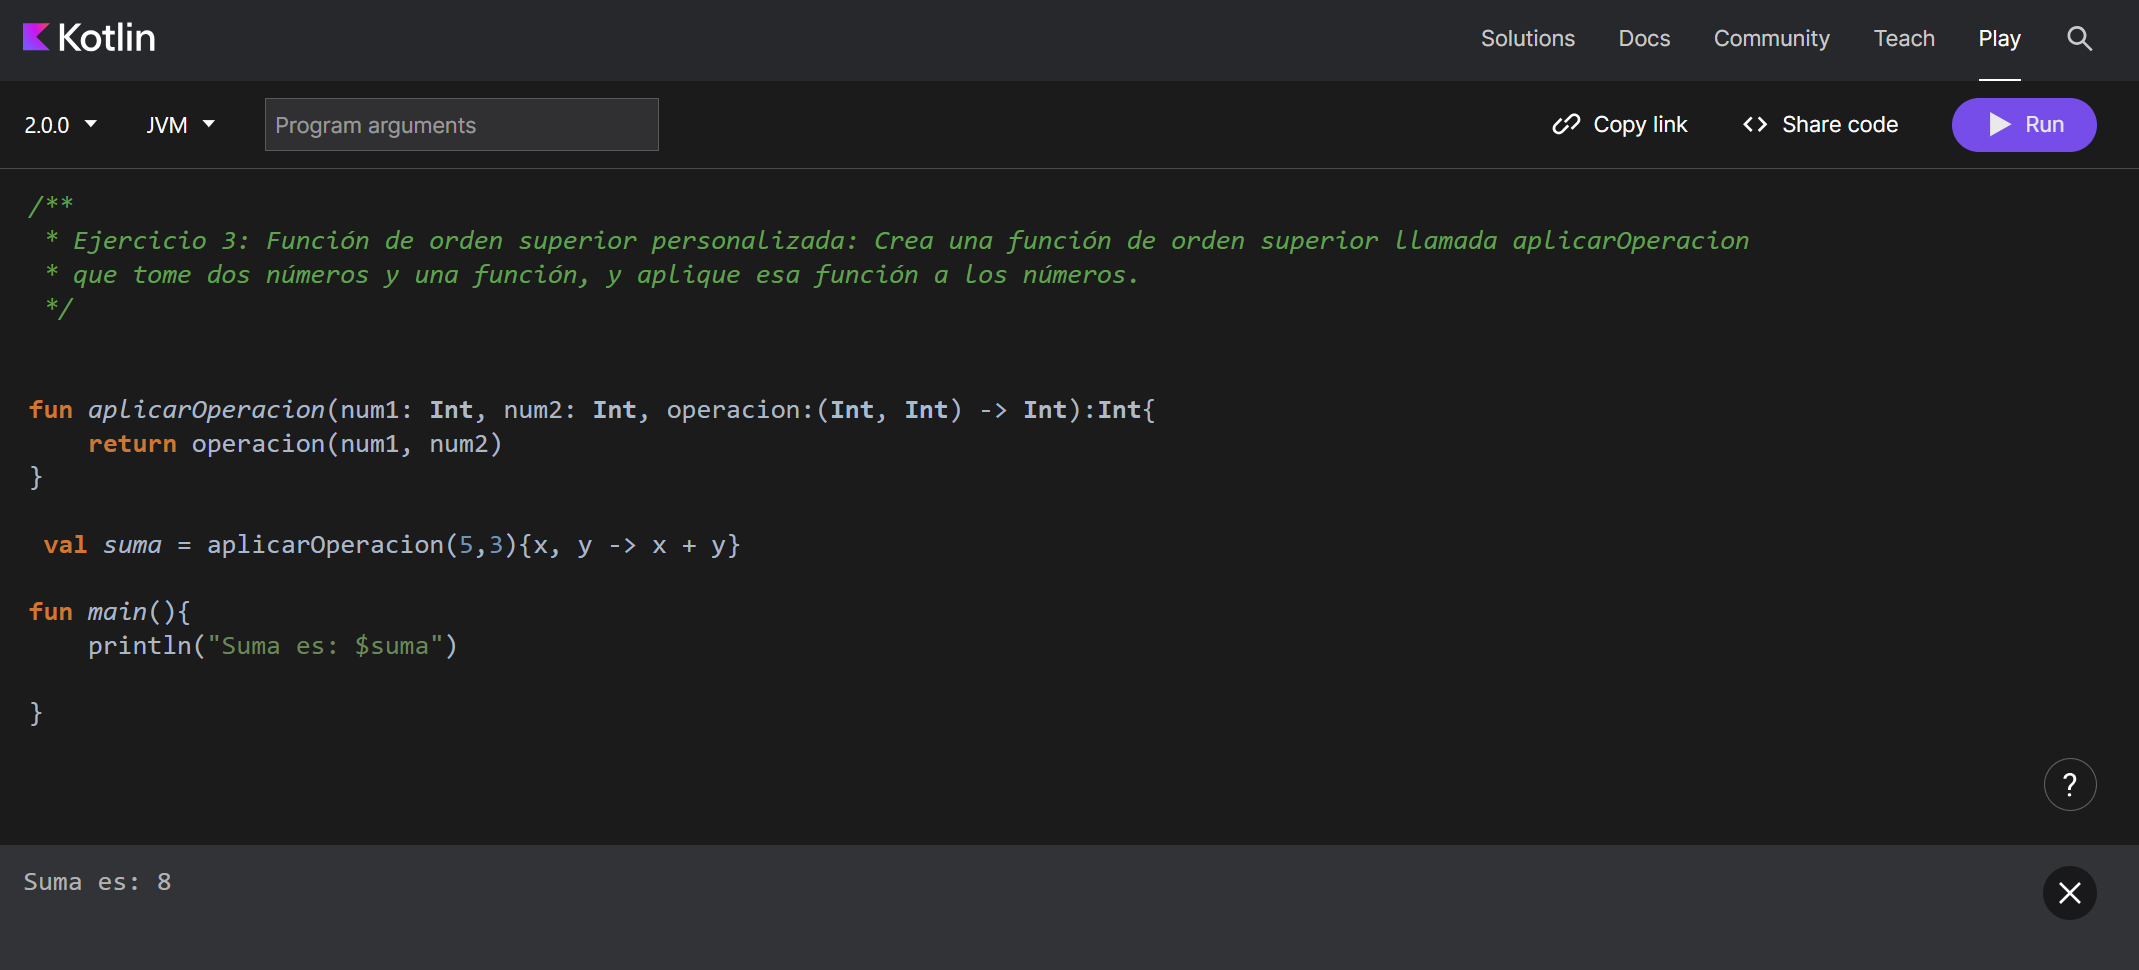 Kotlin
Solutions Docs Community Teach Play
2.0.0 JVM Program arguments Copy link <> Share code Run
/**
 * Ejercicio 3: Función de orden superior personalizada: Crea una función de orden superior llamada aplicarOperacion
 * que tome dos números y una función, y aplique esa función a los números.
 */
fun aplicarOperacion(num1: Int, num2: Int, operacion:(Int, Int) -> Int):Int{
    return operacion(num1, num2)
}
 val suma = aplicarOperacion(5,3){x, y -> x + y}
fun main(){
    println("Suma es: $suma")
}
?
Suma es: 8